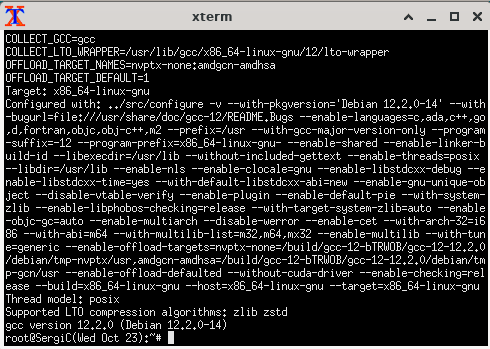 xterm
COLLECT_GCC=gcc
COLLECT_LTO_WRAPPER=/usr/lib/gcc/x86_64-linux-gnu/12/lto-wrapper
OFFLOAD_TARGET_NAMES=nvptx-none:amdgcn-amdhsa
OFFLOAD_TARGET_DEFAULT=1
Target: x86_64-linux-gnu
Configured with: ../src/configure -v --with-pkgversion='Debian 12.2.0-14' --with
-bugurl=file:///usr/share/doc/gcc-12/README.Bugs --enable-languages=c,ada,c++,go
,d,fortran,objc,obj-c++,m2 --prefix=/usr --with-gcc-major-version-only --program
-suffix=-12 --program-prefix=x86_64-linux-gnu- --enable-shared --enable-linker-b
uild-id --libexecdir=/usr/lib --without-included-gettext --enable-threads=posix
--libdir=/usr/lib --enable-nls --enable-clocale=gnu --enable-libstdcxx-debug --e
nable-libstdcxx-time=yes --with-default-libstdcxx-abi=new --enable-gnu-unique-ob
ject --disable-vtable-verify --enable-plugin --enable-default-pie --with-system-
zlib --enable-libphobos-checking=release --with-target-system-zlib=auto --enable
-objc-gc=auto --enable-multiarch --disable-werror --enable-cet --with-arch-32=i6
86 --with-abi=m64 --with-multilib-list=m32,m64,mx32 --enable-multilib --with-tun
e=generic --enable-offload-targets=nvptx-none=/build/gcc-12-bTRWOB/gcc-12-12.2.0
/debian/tmp-nvptx/usr,amdgcn-amdhsa=/build/gcc-12-bTRWOB/gcc-12-12.2.0/debian/tm
p-gcn/usr --enable-offload-defaulted --without-cuda-driver --enable-checking=rel
ease --build=x86_64-linux-gnu --host=x86_64-linux-gnu --target=x86_64-linux-gnu
Thread model: posix
Supported LTO compression algorithms: zlib zstd
gcc version 12.2.0 (Debian 12.2.0-14)
root@SergiC(Wed Oct 23):~#